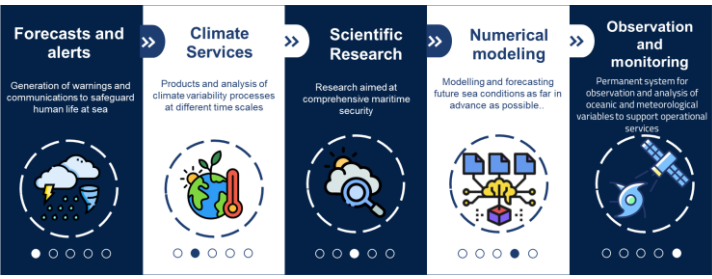 Forecasts and
alerts
Generation of warnings and
communications to safeguard
human life at sea
Climate
Services
Products and analysis of
climate variability processes
at different time scales
Scientific
Research
Research aimed at
comprehensive maritime
security
Numerical
modeling
Modelling and forecasting
future sea conditions as far in
advance as possible..
Observation
and
monitoring
Permanent system for
observation and analysis of
oceanic and meteorological
variables to support operational
services